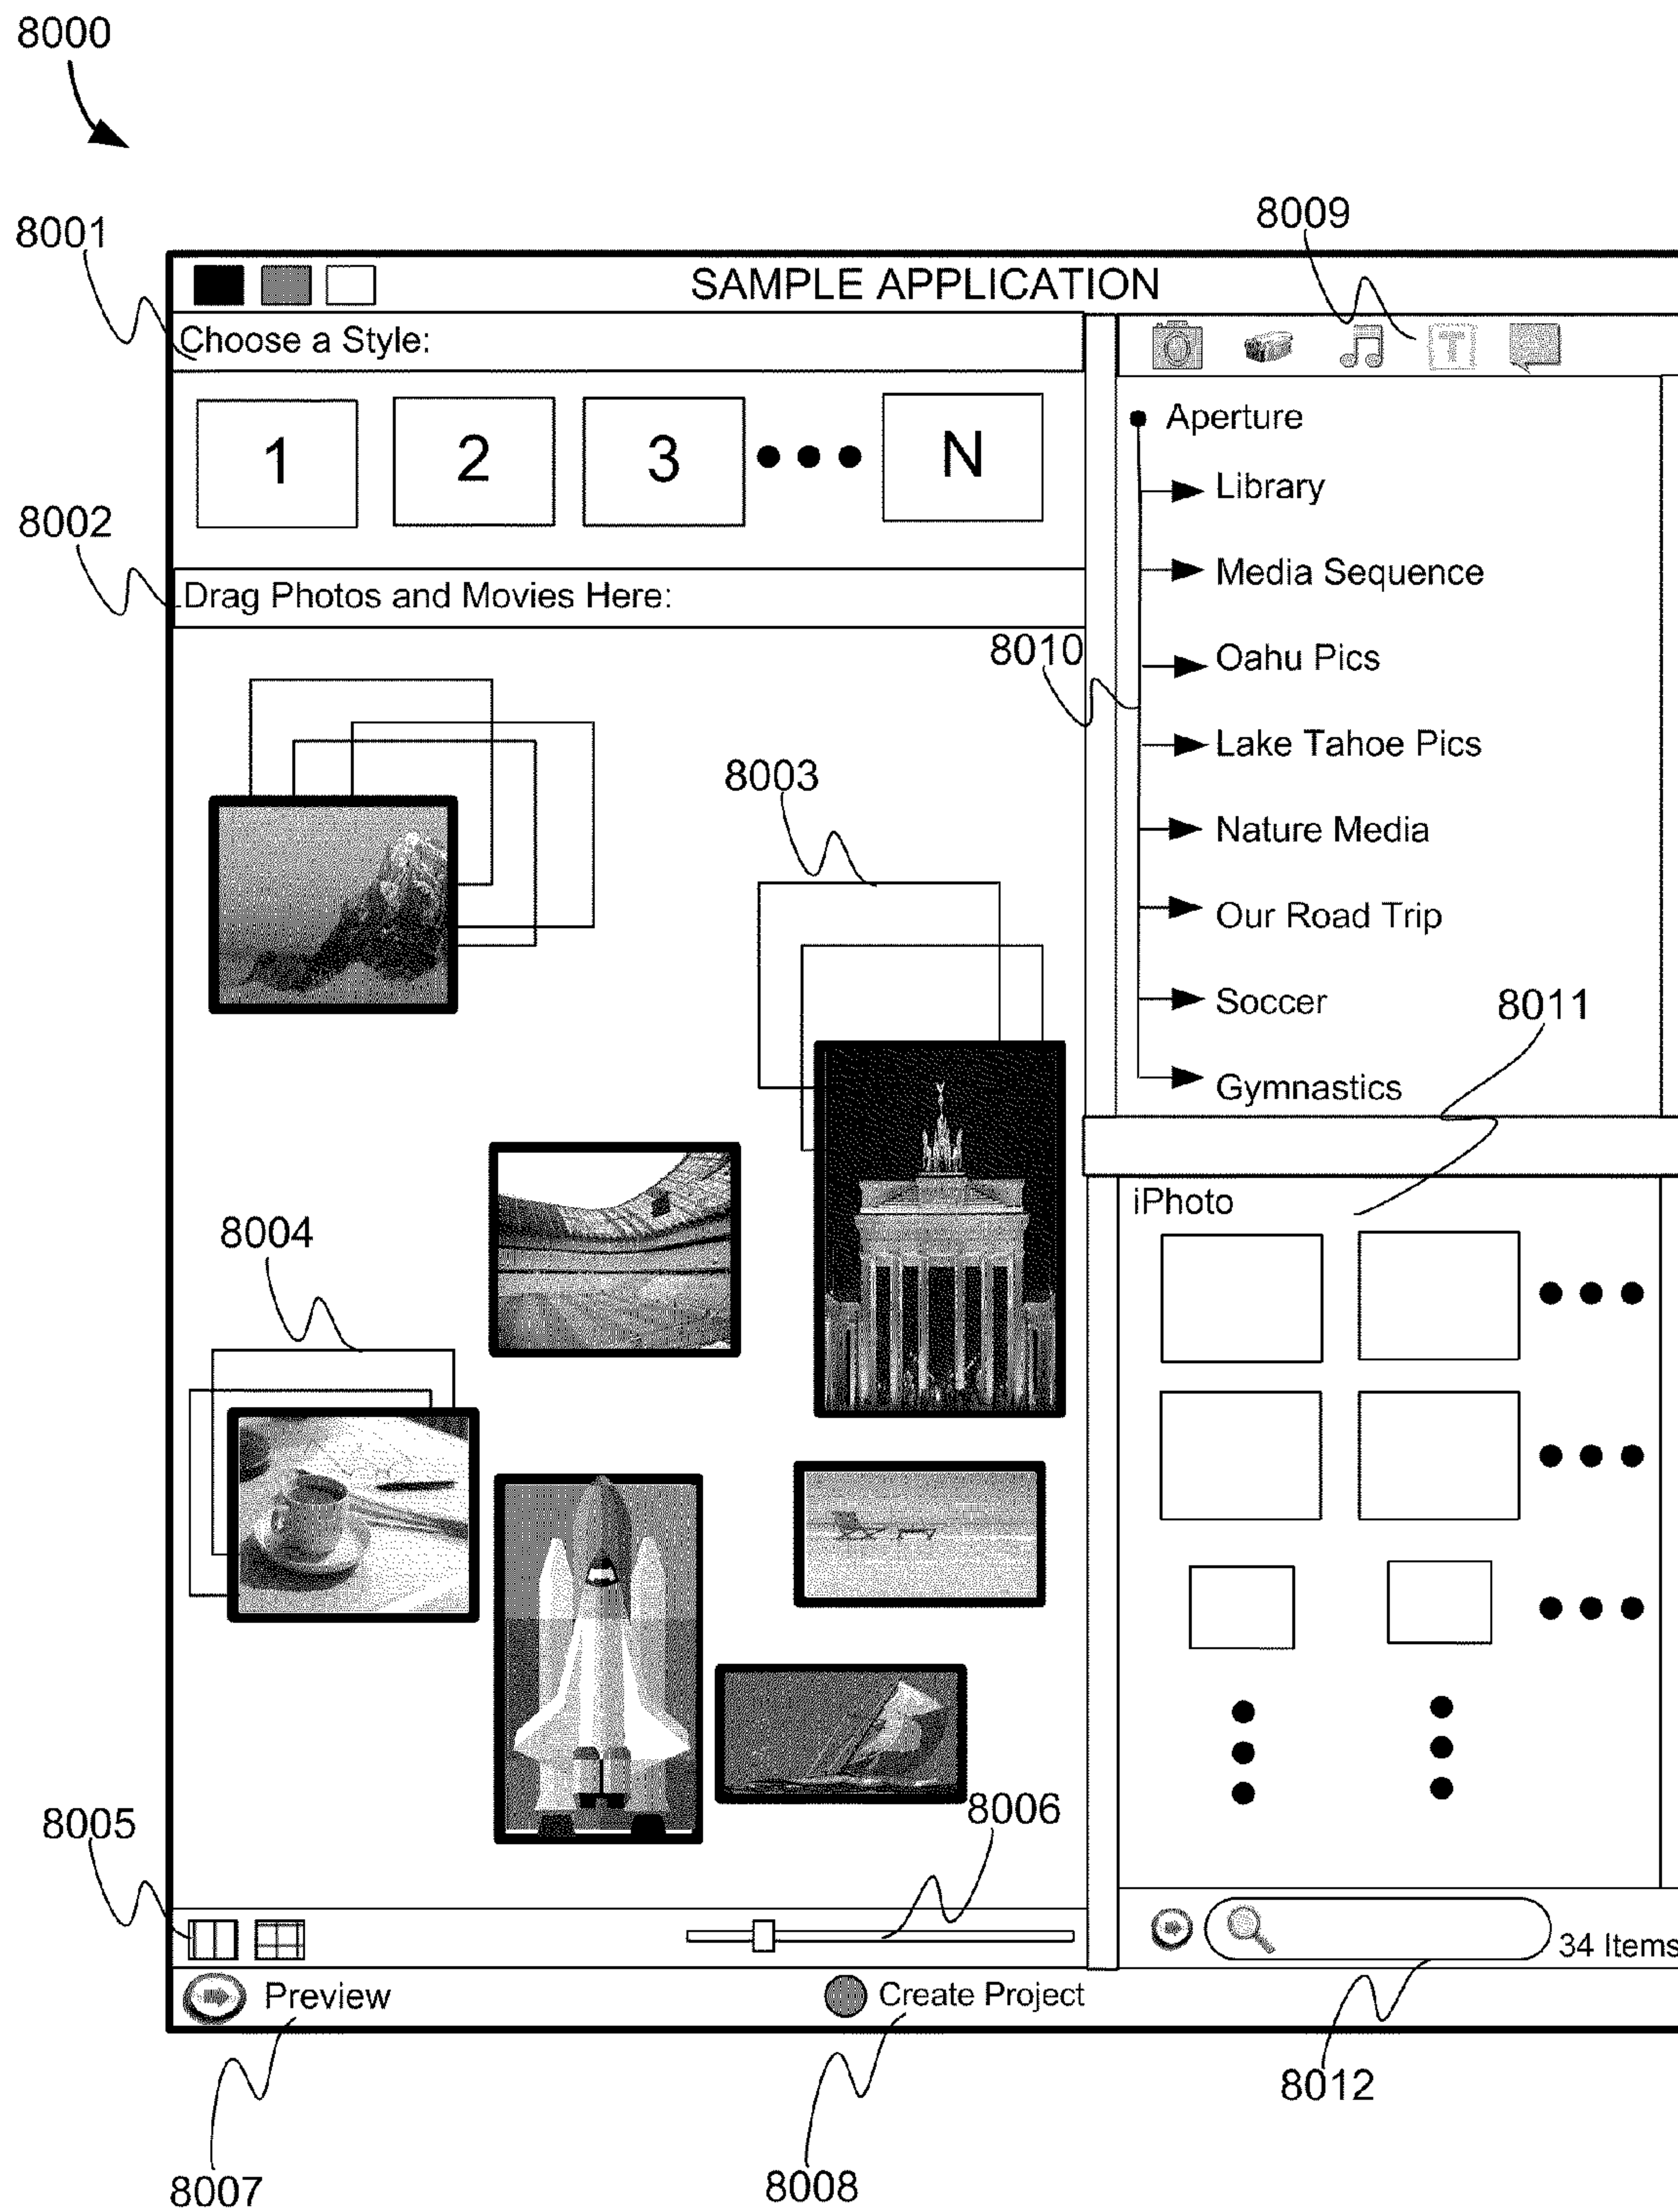 8000
8001
8009
SAMPLE APPLICATION
Choose a Style:
T
1 2 3 N
8002
Drag Photos and Movies Here:
Aperture
Library
Media Sequence
Oahu Pics
Lake Tahoe Pics
Nature Media
Our Road Trip
Soccer
Gymnastics
8010
8003
8011
iPhoto
8004
8005
8006
34 Items
Preview
Create Project
8012
8007
8008